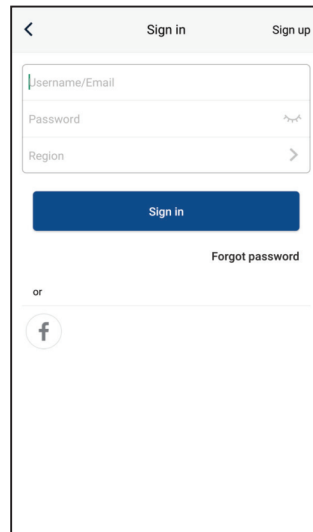 Sign in
Sign up
Username/Email
Password
Region
Sign in
Forgot password
or
f